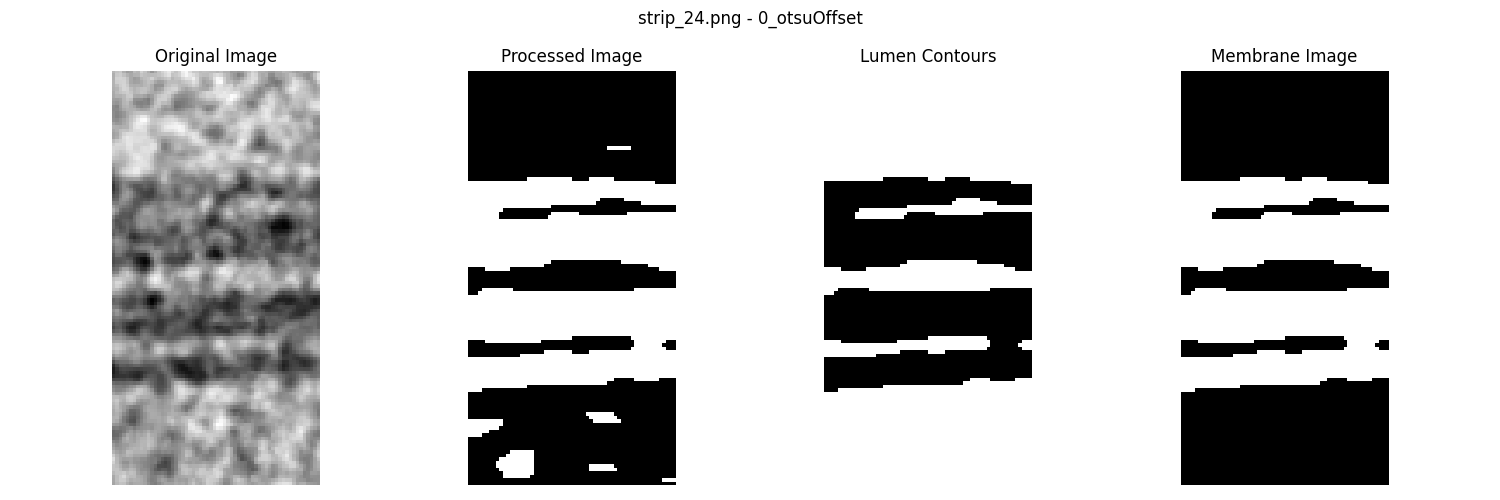 strip_24.png - 0_otsuOffset
Original Image
Processed Image
Lumen Contours
Membrane Image